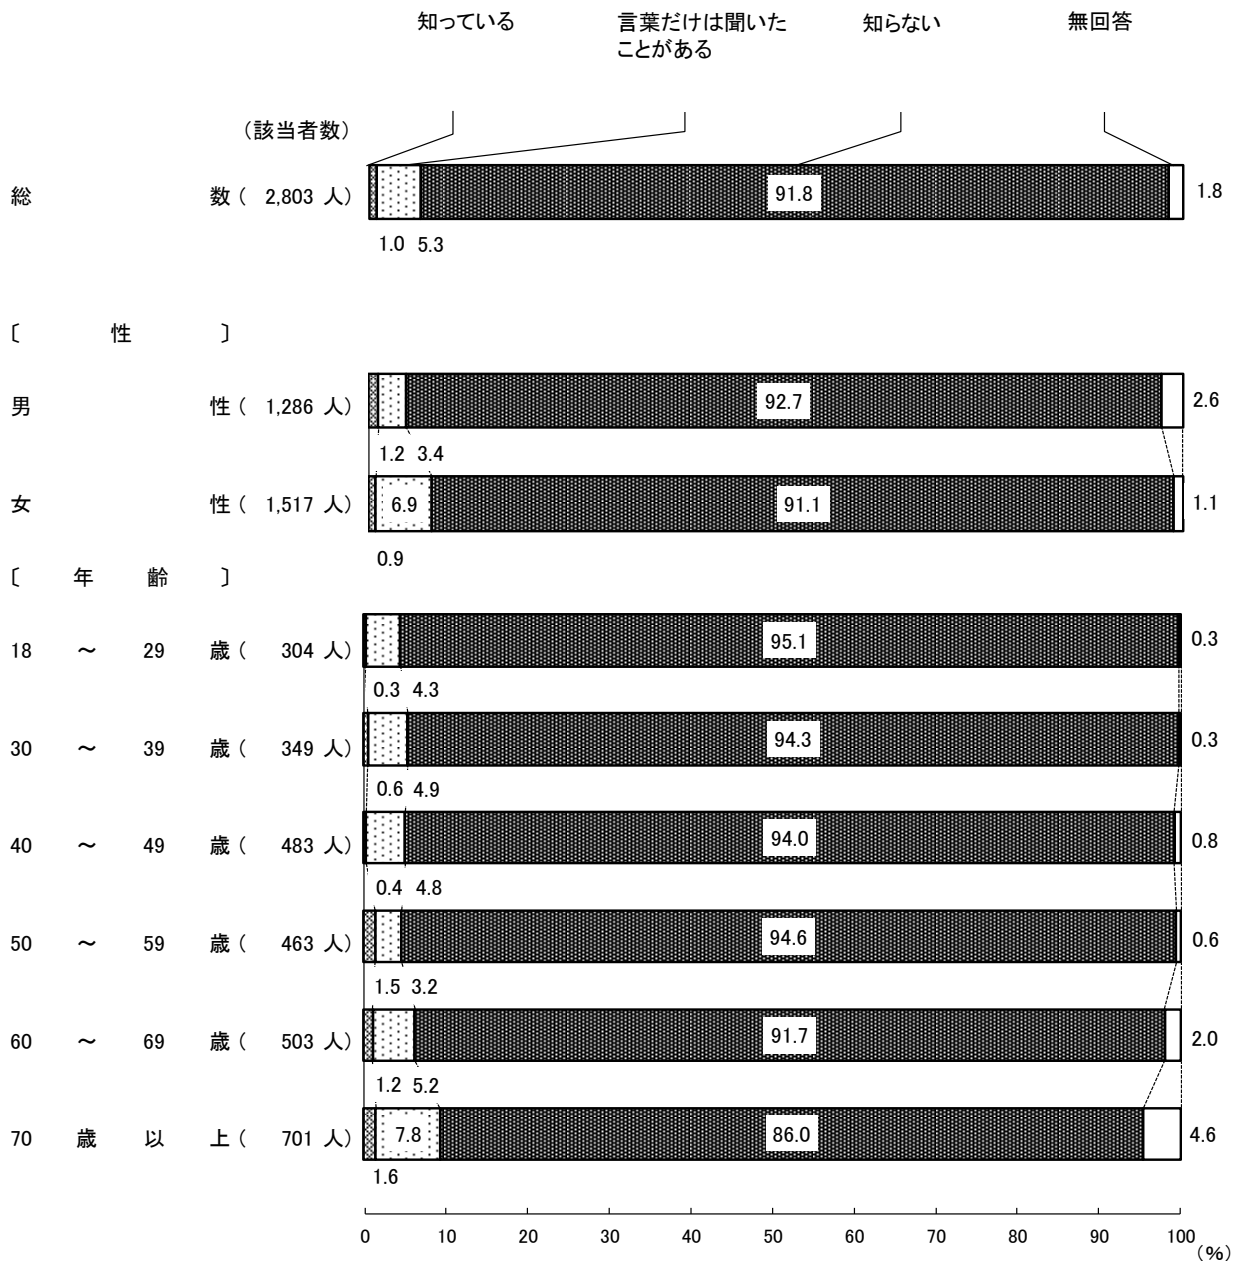 知っている 言葉だけは聞いた 知らない 無回答
ことがある
（該当者数）
総 数（ 2,803 人） 91.8 1.8
1.0 5.3
〔 性 〕
男 性（ 1,286 人） 92.7 2.6
1.2 3.4
女 性（ 1,517 人） 6.9 91.1 1.1
0.9
〔 年 齢 〕
18 ～ 29 歳（ 304 人） 95.1 0.3
0.3 4.3
30 ～ 39 歳（ 349 人） 94.3 0.3
0.6 4.9
40 ～ 49 歳（ 483 人） 94.0 0.8
0.4 4.8
50 ～ 59 歳（ 463 人） 94.6 0.6
1.5 3.2
60 ～ 69 歳（ 503 人） 91.7 2.0
1.2 5.2
70 歳 以 上（ 701 人） 7.8 86.0 4.6
1.6
0 10 20 30 40 50 60 70 80 90 100
（%）